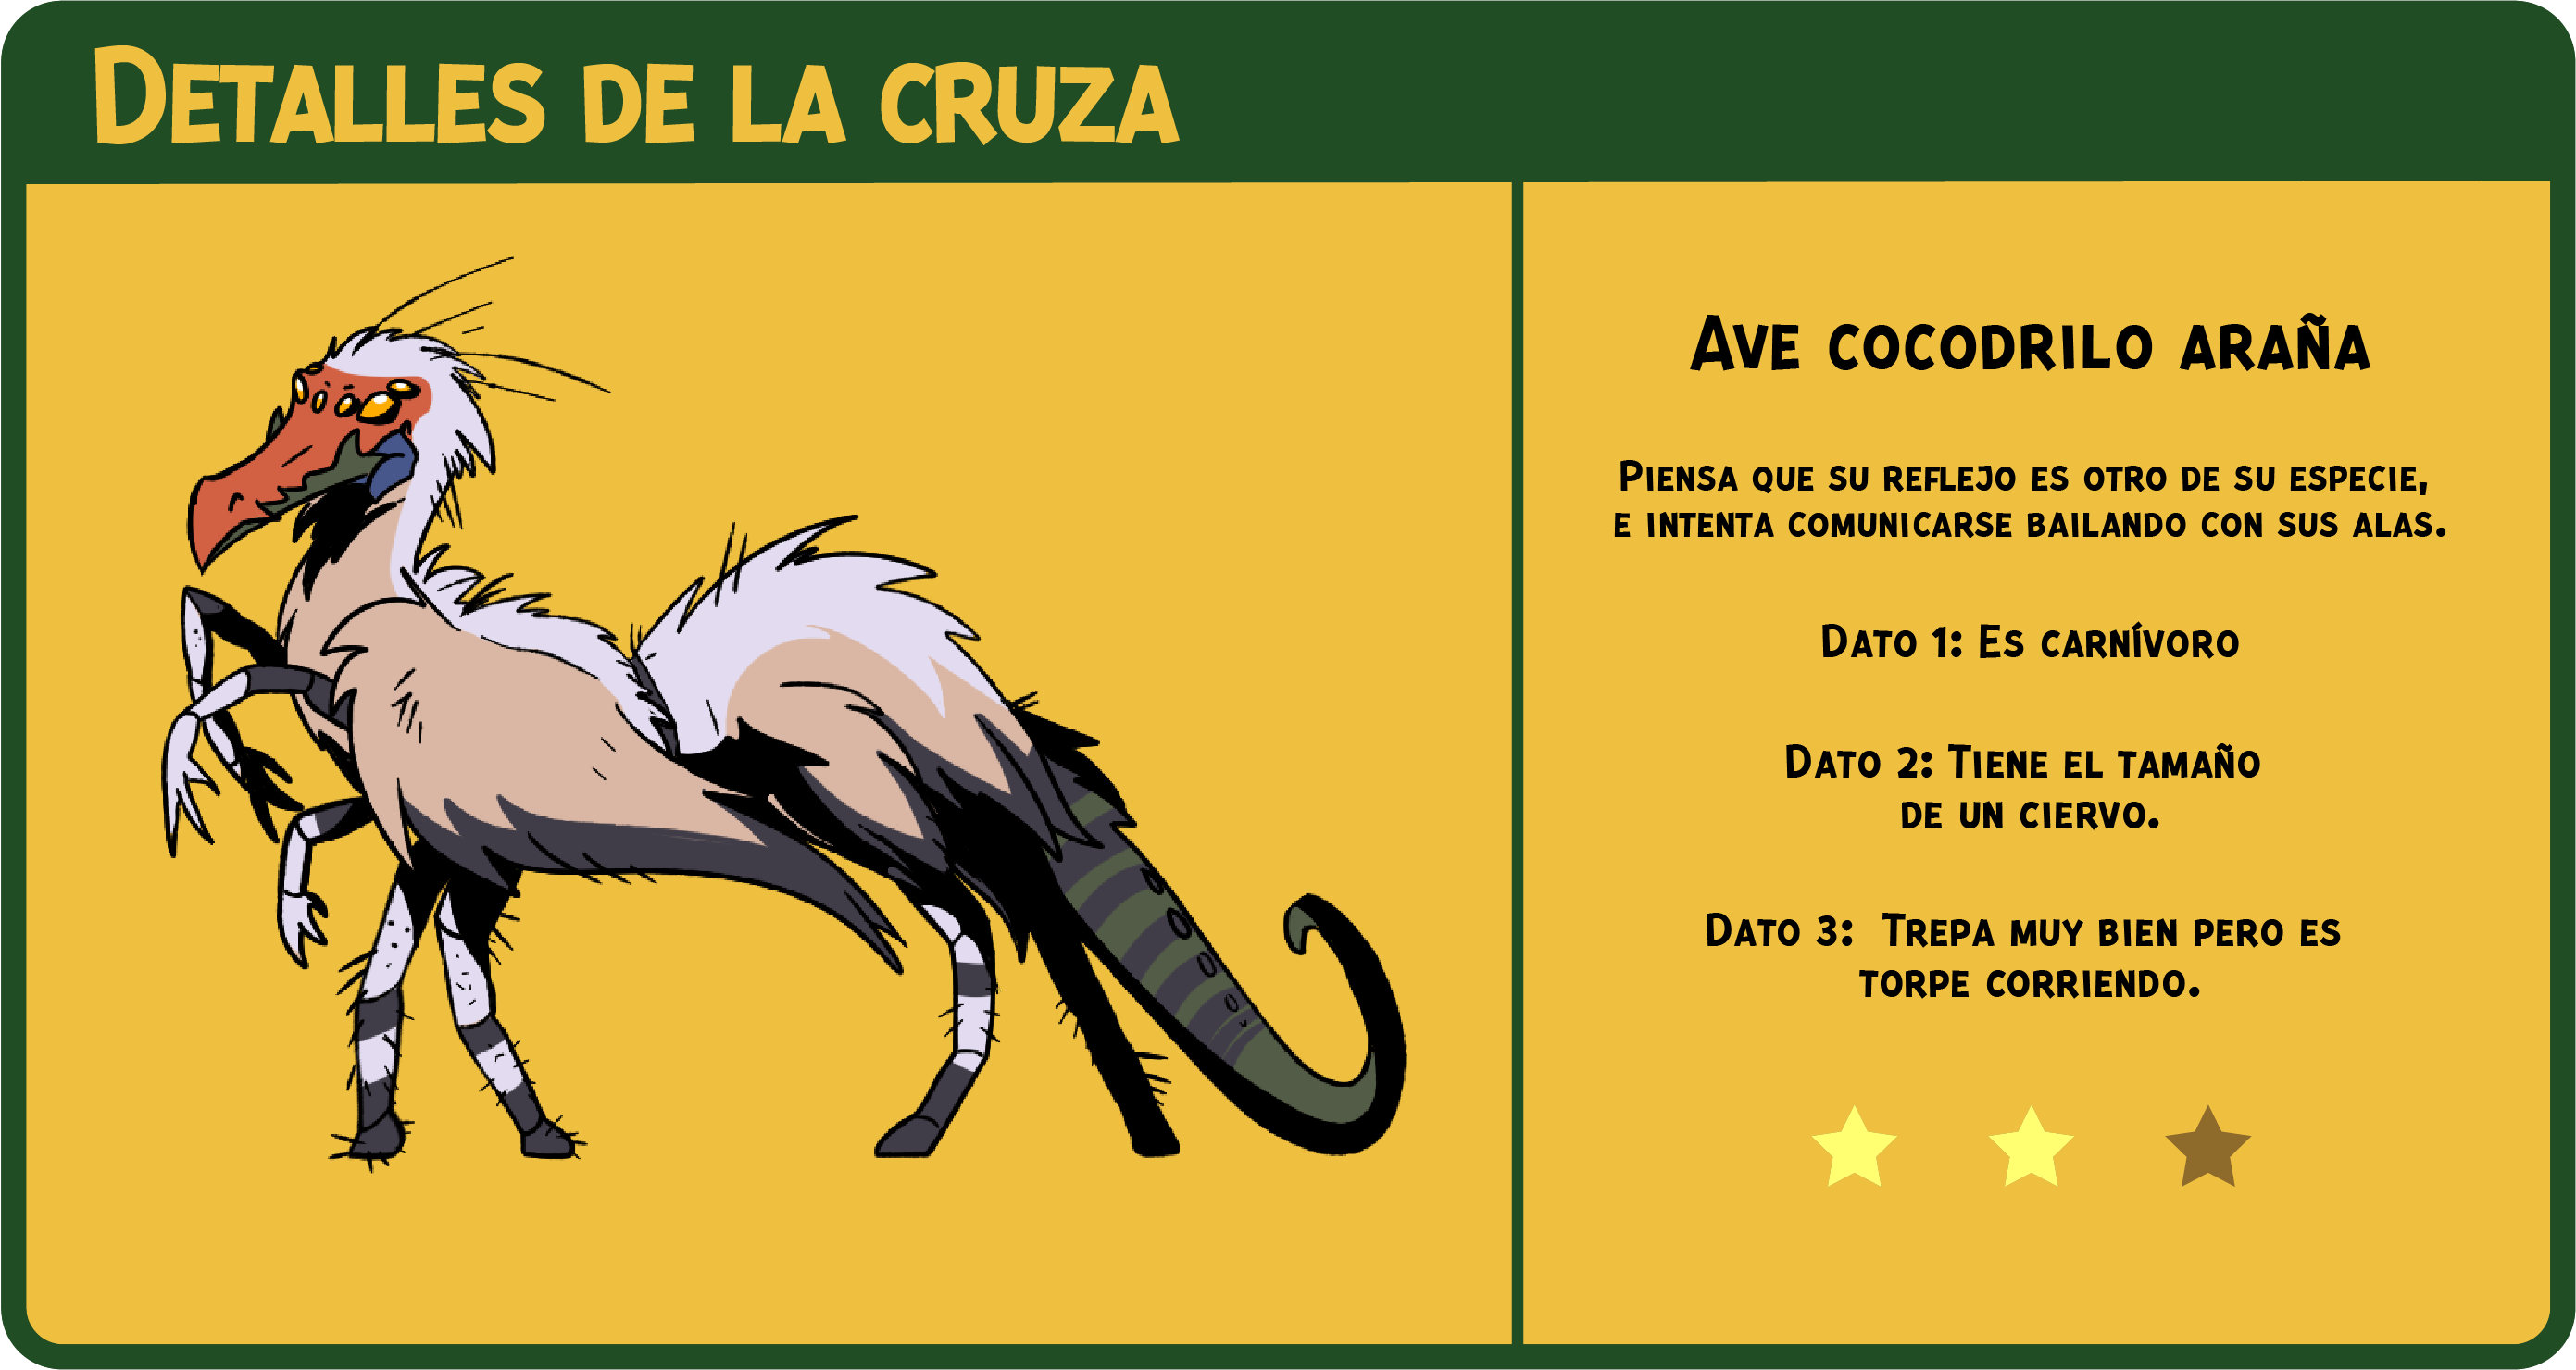 Detalles de la cruza
Ave cocodrilo araña
Piensa que su reflejo es otro de su especie,
e intenta comunicarse bailando con sus alas.
Dato 1: Es carnívoro
Dato 2: Tiene el tamaño
de un ciervo.
Dato 3: Trepa muy bien pero es
torpe corriendo.